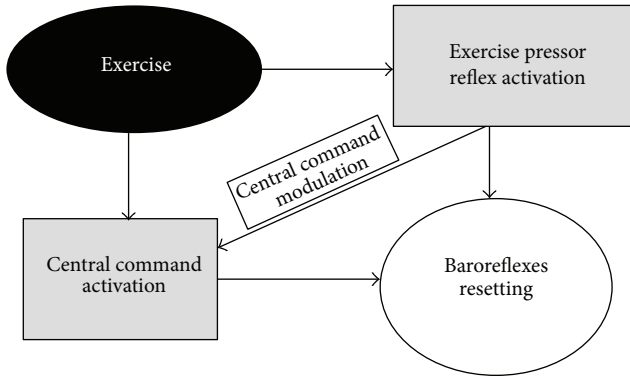 Exercise
Exercise pressor
reflex activation
Central command
modulation
Central command
activation
Baroreflexes
resetting